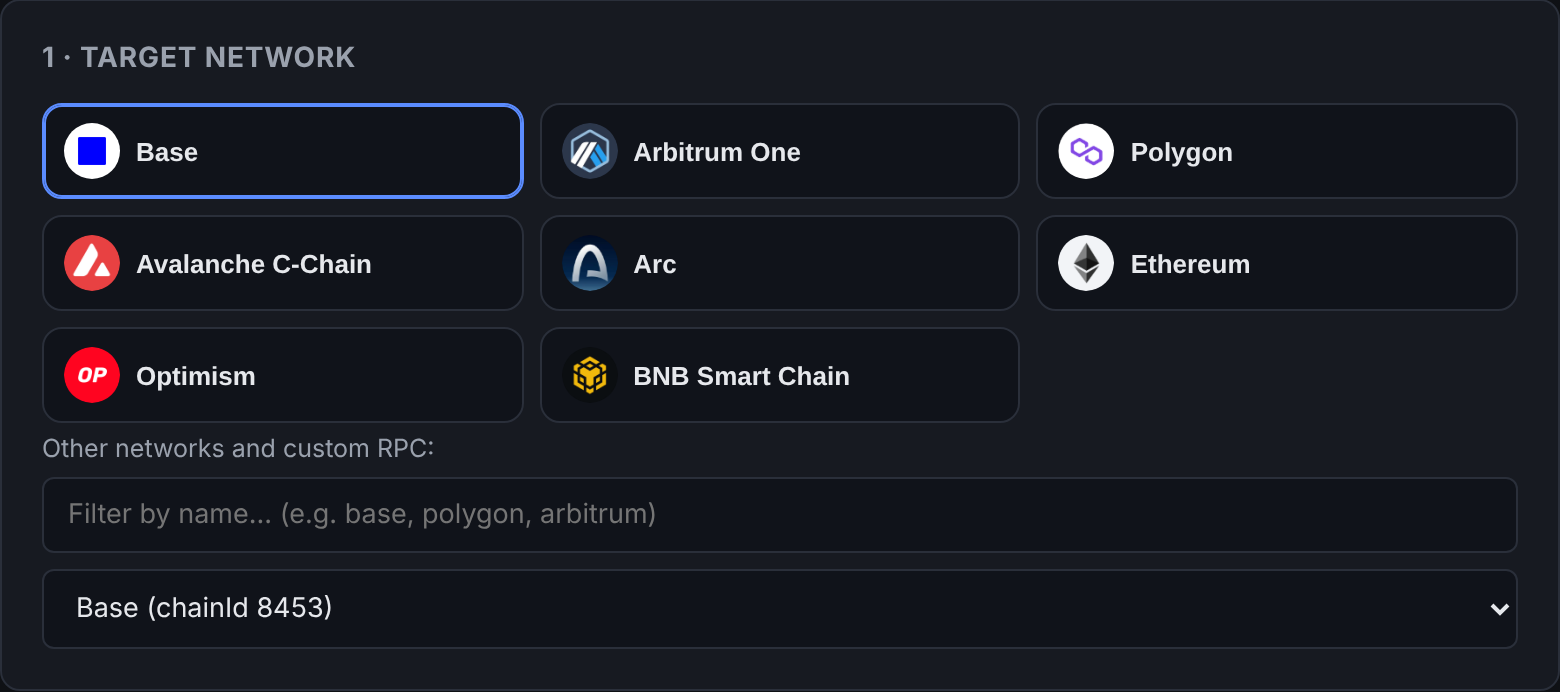 1 · TARGET NETWORK
Base
Arbitrum One
Polygon
Avalanche C-Chain
Arc
Ethereum
OP
Optimism
BNB Smart Chain
Other networks and custom RPC:
Filter by name... (e.g. base, polygon, arbitrum)
Base (chainId 8453)